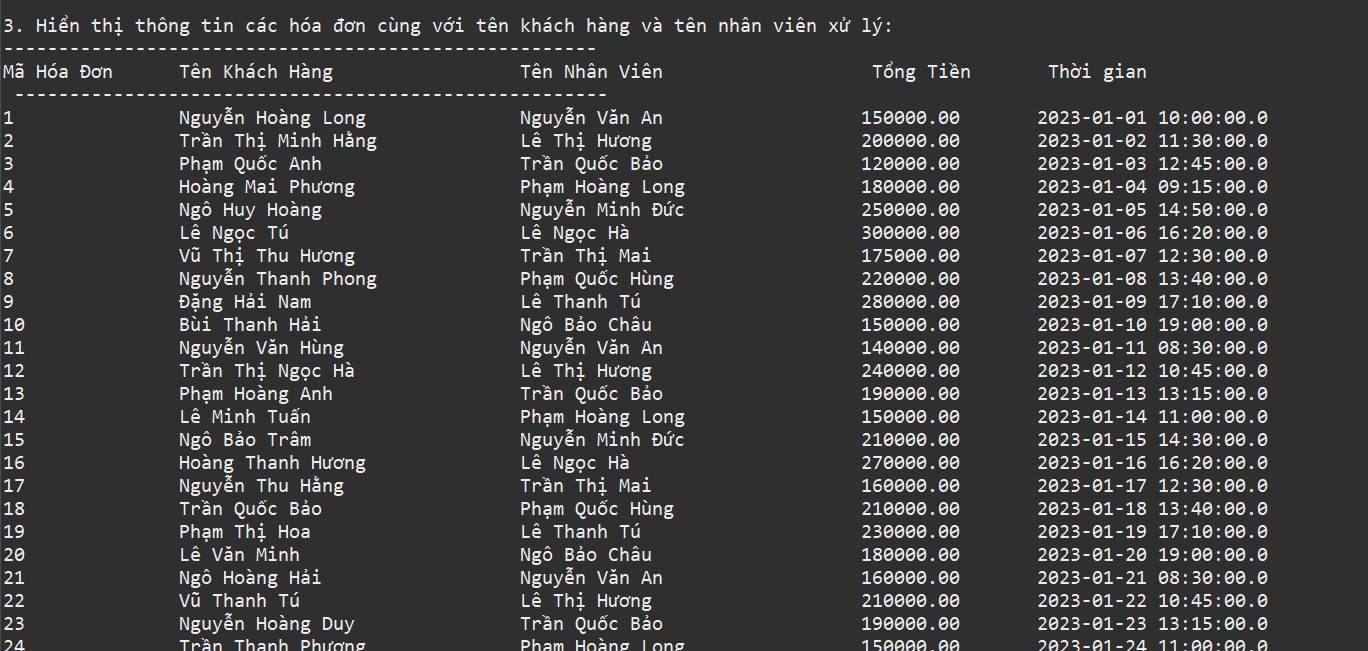 3. Hiển thị thông tin các hóa đơn cùng với tên khách hàng và tên nhân viên xử lý:
------------------------------------------------------
Mã Hóa Đơn Tên Khách Hàng Tên Nhân Viên Tổng Tiền Thời gian
------------------------------------------------------
1 Nguyễn Hoàng Long Nguyễn Văn An 150000.00 2023-01-01 10:00:00.0
2 Trần Thị Minh Hằng Lê Thị Hương 200000.00 2023-01-02 11:30:00.0
3 Phạm Quốc Anh Trần Quốc Bảo 120000.00 2023-01-03 12:45:00.0
4 Hoàng Mai Phương Phạm Hoàng Long 180000.00 2023-01-04 09:15:00.0
5 Ngô Huy Hoàng Nguyễn Minh Đức 250000.00 2023-01-05 14:50:00.0
6 Lê Ngọc Tú Lê Ngọc Hà 300000.00 2023-01-06 16:20:00.0
7 Vũ Thị Thu Hương Trần Thị Mai 175000.00 2023-01-07 12:30:00.0
8 Nguyễn Thanh Phong Phạm Quốc Hùng 220000.00 2023-01-08 13:40:00.0
9 Đặng Hải Nam Lê Thanh Tú 280000.00 2023-01-09 17:10:00.0
10 Bùi Thanh Hải Ngô Bảo Châu 150000.00 2023-01-10 19:00:00.0
11 Nguyễn Văn Hùng Nguyễn Văn An 140000.00 2023-01-11 08:30:00.0
12 Trần Thị Ngọc Hà Lê Thị Hương 240000.00 2023-01-12 10:45:00.0
13 Phạm Hoàng Anh Trần Quốc Bảo 190000.00 2023-01-13 13:15:00.0
14 Lê Minh Tuấn Phạm Hoàng Long 150000.00 2023-01-14 11:00:00.0
15 Ngô Bảo Trâm Nguyễn Minh Đức 210000.00 2023-01-15 14:30:00.0
16 Hoàng Thanh Hương Lê Ngọc Hà 270000.00 2023-01-16 16:20:00.0
17 Nguyễn Thu Hằng Trần Thị Mai 160000.00 2023-01-17 12:30:00.0
18 Trần Quốc Bảo Phạm Quốc Hùng 210000.00 2023-01-18 13:40:00.0
19 Phạm Thị Hoa Lê Thanh Tú 230000.00 2023-01-19 17:10:00.0
20 Lê Văn Minh Ngô Bảo Châu 180000.00 2023-01-20 19:00:00.0
21 Ngô Hoàng Hải Nguyễn Văn An 160000.00 2023-01-21 08:30:00.0
22 Vũ Thanh Tú Lê Thị Hương 210000.00 2023-01-22 10:45:00.0
23 Nguyễn Hoàng Duy Trần Quốc Bảo 190000.00 2023-01-23 13:15:00.0
24 Trần Thanh Phương Phạm Hoàng Long 150000.00 2023-01-24 11:00:00.0